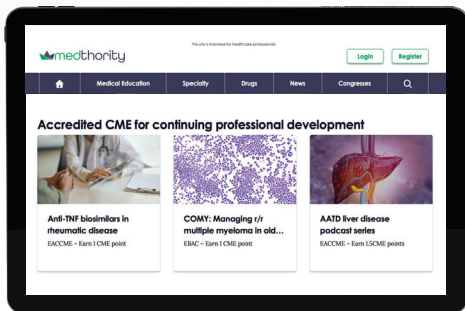 This site is intended for healthcare professionals
medthority
Login
Register
Medical Education
Specialty
Drugs
News
Congresses
Accredited CME for continuing professional development
Anti-TNF biosimilars in
rheumatic disease
EACCME – Earn 1 CME point
COMY: Managing r/r
multiple myeloma in old...
EBAC – Earn 1 CME point
AATD liver disease
podcast series
EACCME – Earn 1.5CME points